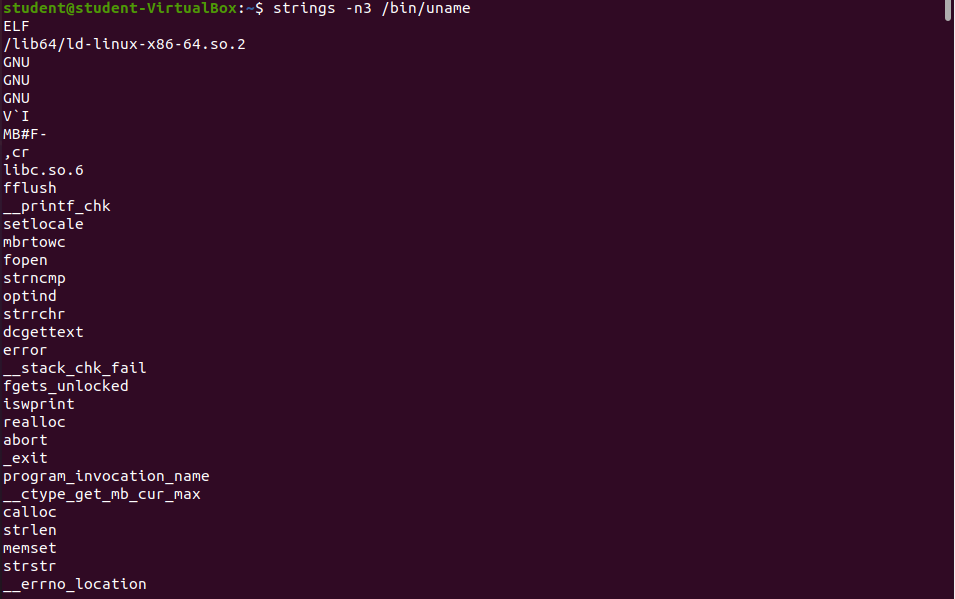 student@student-VirtualBox:~$ strings -n3 /bin/uname
ELF
/lib64/ld-linux-x86-64.so.2
GNU
GNU
GNU
V`I
MB#F-
,cr
libc.so.6
fflush
__printf_chk
setlocale
mbrtowc
fopen
strncmp
optind
strrchr
dcgettext
error
__stack_chk_fail
fgets_unlocked
iswprint
realloc
abort
_exit
program_invocation_name
__ctype_get_mb_cur_max
calloc
strlen
memset
strstr
__errno_location